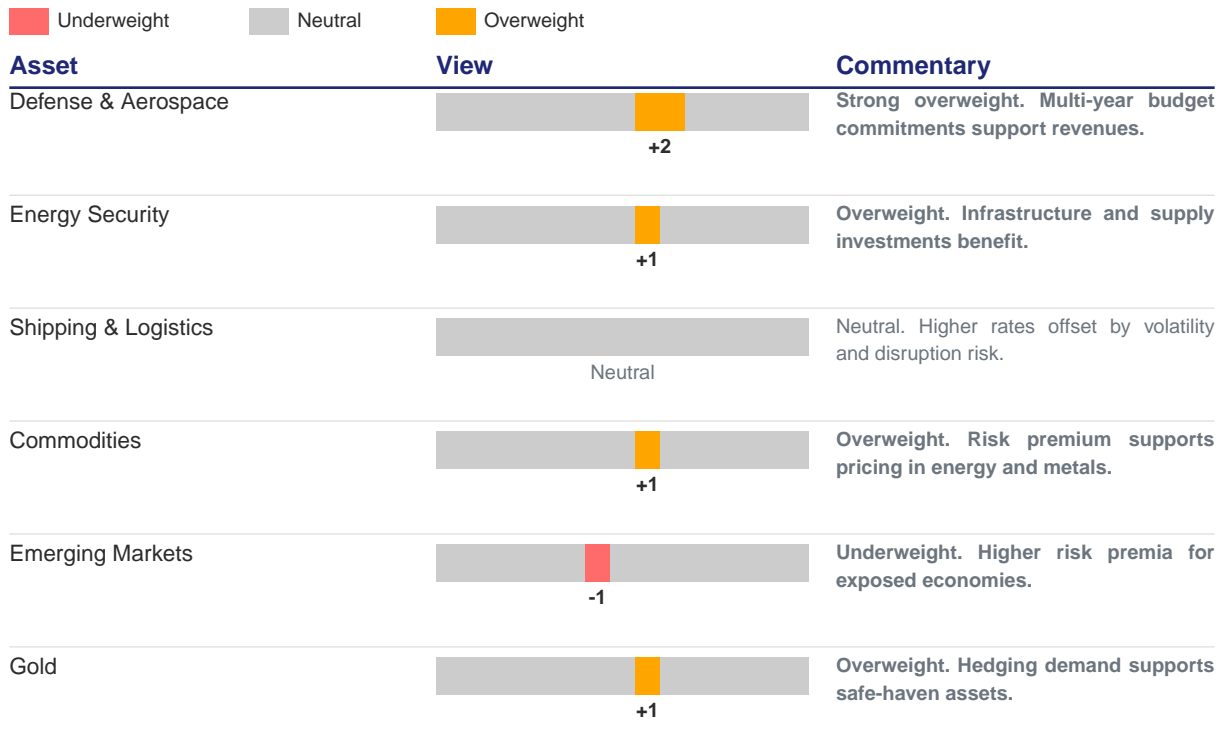 Underweight Neutral Overweight
Asset View Commentary
Defense & Aerospace Strong overweight. Multi-year budget
commitments support revenues.
+2
Energy Security Overweight. Infrastructure and supply
investments benefit.
+1
Shipping & Logistics Neutral. Higher rates offset by volatility
and disruption risk.
Neutral
Commodities Overweight. Risk premium supports
pricing in energy and metals.
+1
Emerging Markets Underweight. Higher risk premia for
exposed economies.
-1
Gold Overweight. Hedging demand supports
safe-haven assets.
+1